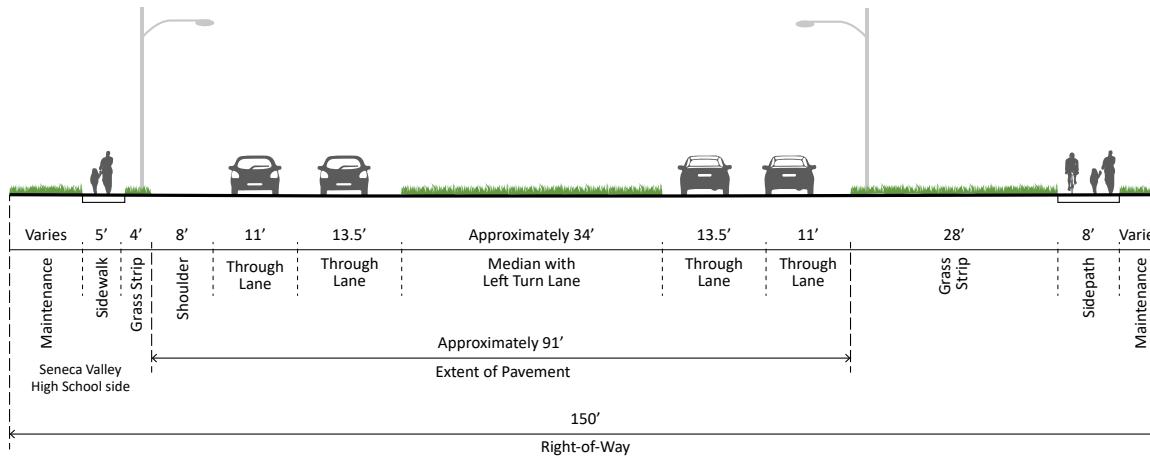 Varies
5’
4’
8’
11’
13.5’
Approximately 34’
13.5’
11’
28’
8’
Varie
Maintenance
Sidewalk
Grass Strip
Shoulder
Through
Lane
Through
Lane
Median with
Left Turn Lane
Through
Lane
Through
Lane
Grass
Strip
Sidepath
Maintenance
Approximately 91’
Extent of Pavement
Seneca Valley
High School side
150’
Right-of-Way